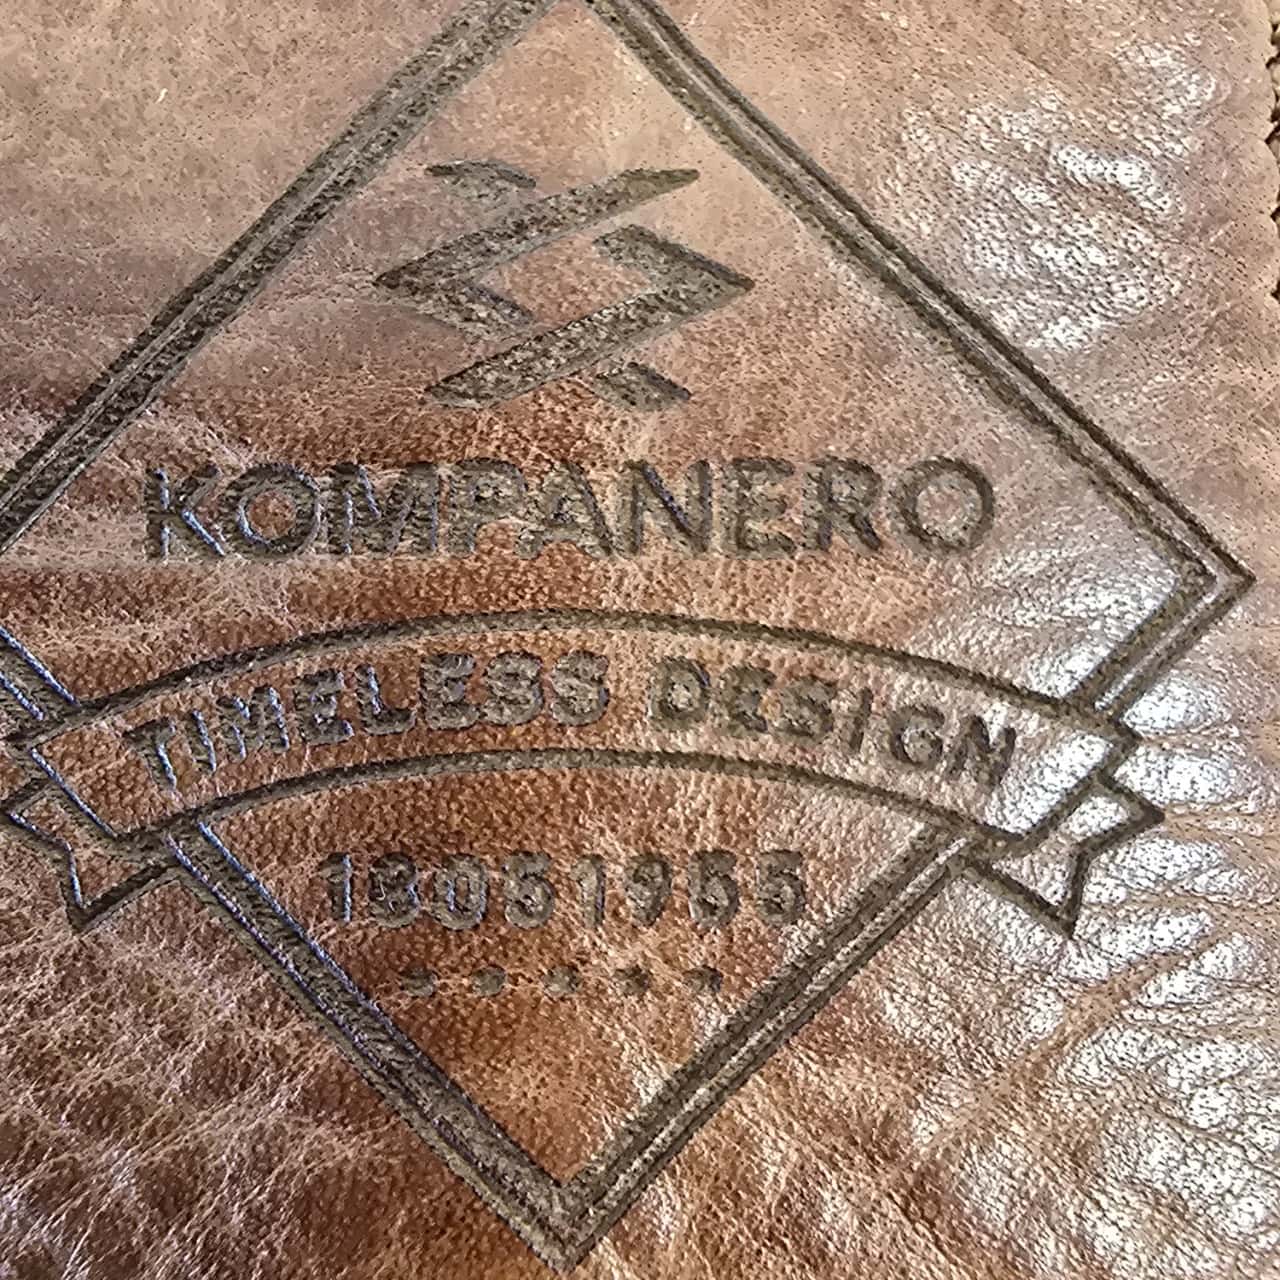 KOMPANERO
TIMELESS DESIGN
13051955